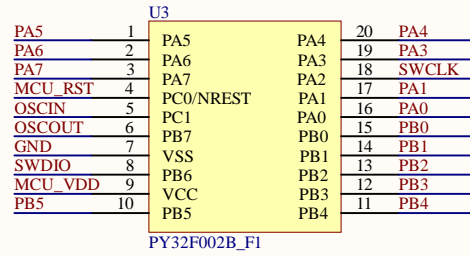 U3
PA5 1 PA5 PA4 20 PA4
PA6 2 PA6 PA3 19 PA3
PA7 3 PA7 PA2 18 SWCLK
MCU_RST 4 PC0/NREST PA1 17 PA1
OSCIN 5 PC1 PA0 16 PA0
OSCOUT 6 PB7 PB0 15 PB0
GND 7 VSS PB1 14 PB1
SWDIO 8 PB6 PB2 13 PB2
MCU_VDD 9 VCC PB3 12 PB3
PB5 10 PB5 PB4 11 PB4
PY32F002B_F1